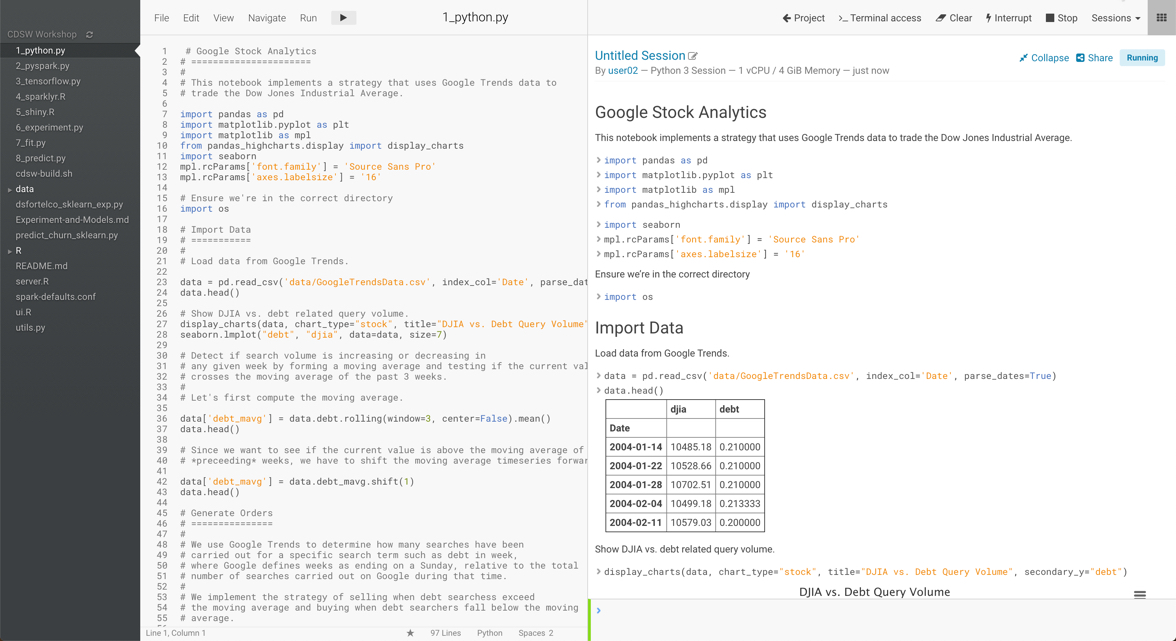 File Edit View Navigate Run
1_python.py
Project Terminal access Clear Interrupt Stop Sessions
CDSW Workshop
1_python.py
2_pyspark.py
3_tensorflow.py
4_sparklyr.R
5_shiny.R
6_experiment.py
7_fit.py
8_predict.py
cdsw-build.sh
data
dsfortelco_sklearn_exp.py
Experiment-and-Models.md
predict_churn_sklearn.py
R
README.md
server.R
spark-defaults.conf
ui.R
utils.py
1 # Google Stock Analytics
2 # ======================
3 #
4 # This notebook implements a strategy that uses Google Trends data to
5 # trade the Dow Jones Industrial Average.
6
7 import pandas as pd
8 import matplotlib.pyplot as plt
9 import matplotlib as mpl
10 from pandas_highcharts.display import display_charts
11 import seaborn
12 mpl.rcParams['font.family'] = 'Source Sans Pro'
13 mpl.rcParams['axes.labelsize'] = '16'
14
15 # Ensure we're in the correct directory
16 import os
17
18 # Import Data
19 # ===========
20 #
21 # Load data from Google Trends.
22
23 data = pd.read_csv('data/GoogleTrendsData.csv', index_col='Date', parse_dat
24 data.head()
25
26 # Show DJIA vs. debt related query volume.
27 display_charts(data, chart_type="stock", title="DJIA vs. Debt Query Volume"
28 seaborn.lmplot("debt", "djia", data=data, size=7)
29
30 # Detect if search volume is increasing or decreasing in
31 # any given week by forming a moving average and testing if the current val
32 # crosses the moving average of the past 3 weeks.
33 #
34 # Let's first compute the moving average.
35
36 data['debt_mavg'] = data.debt.rolling(window=3, center=False).mean()
37 data.head()
38
39 # Since we want to see if the current value is above the moving average of
40 # *preceeding* weeks, we have to shift the moving average timeseries forwar
41
42 data['debt_mavg'] = data.debt_mavg.shift(1)
43 data.head()
44
45 # Generate Orders
46 # ===============
47 #
48 # We use Google Trends to determine how many searches have been
49 # carried out for a specific search term such as debt in week,
50 # where Google defines weeks as ending on a Sunday, relative to the total
51 # number of searches carried out on Google during that time.
52 #
53 # We implement the strategy of selling when debt searchess exceed
54 # the moving average and buying when debt searchers fall below the moving
55 # average.
Line 1, Column 1 ★ 97 Lines Python Spaces 2
Untitled Session
Collapse Share Running
By user02 — Python 3 Session — 1 vCPU / 4 GiB Memory — just now
Google Stock Analytics
This notebook implements a strategy that uses Google Trends data to trade the Dow Jones Industrial Average.
> import pandas as pd
> import matplotlib.pyplot as plt
> import matplotlib as mpl
> from pandas_highcharts.display import display_charts
> import seaborn
> mpl.rcParams['font.family'] = 'Source Sans Pro'
> mpl.rcParams['axes.labelsize'] = '16'
Ensure we're in the correct directory
> import os
Import Data
Load data from Google Trends.
> data = pd.read_csv('data/GoogleTrendsData.csv', index_col='Date', parse_dates=True)
> data.head()
djia debt
Date
2004-01-14 10485.18 0.210000
2004-01-22 10528.66 0.210000
2004-01-28 10702.51 0.210000
2004-02-04 10499.18 0.213333
2004-02-11 10579.03 0.200000
Show DJIA vs. debt related query volume.
> display_charts(data, chart_type="stock", title="DJIA vs. Debt Query Volume", secondary_y="debt")
DJIA vs. Debt Query Volume
>